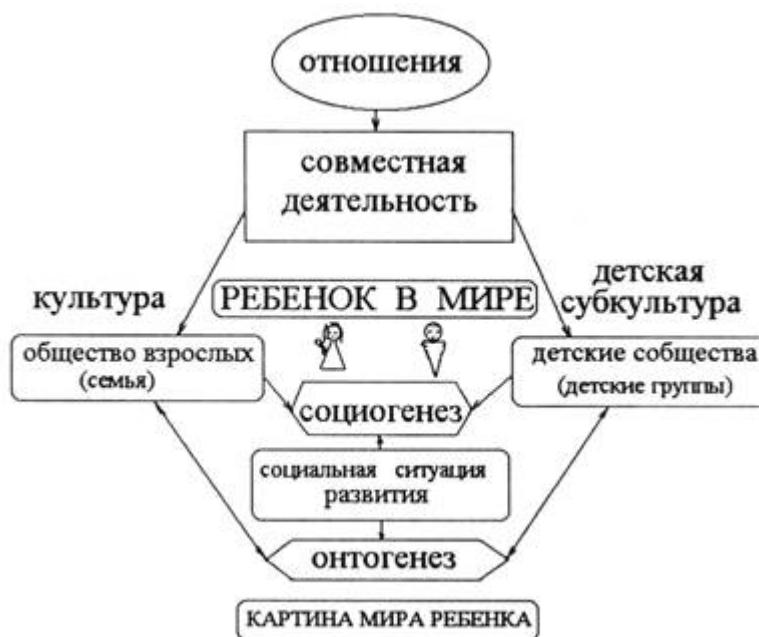 отношения
совместная
деятельность
культура
РЕБЕНОК В МИРЕ
детская
субкультура
общество взрослых
(семья)
детские собщества
(детские группы)
социогенез
социальная ситуация
развития
онтогенез
КАРТИНА МИРА РЕБЕНКА